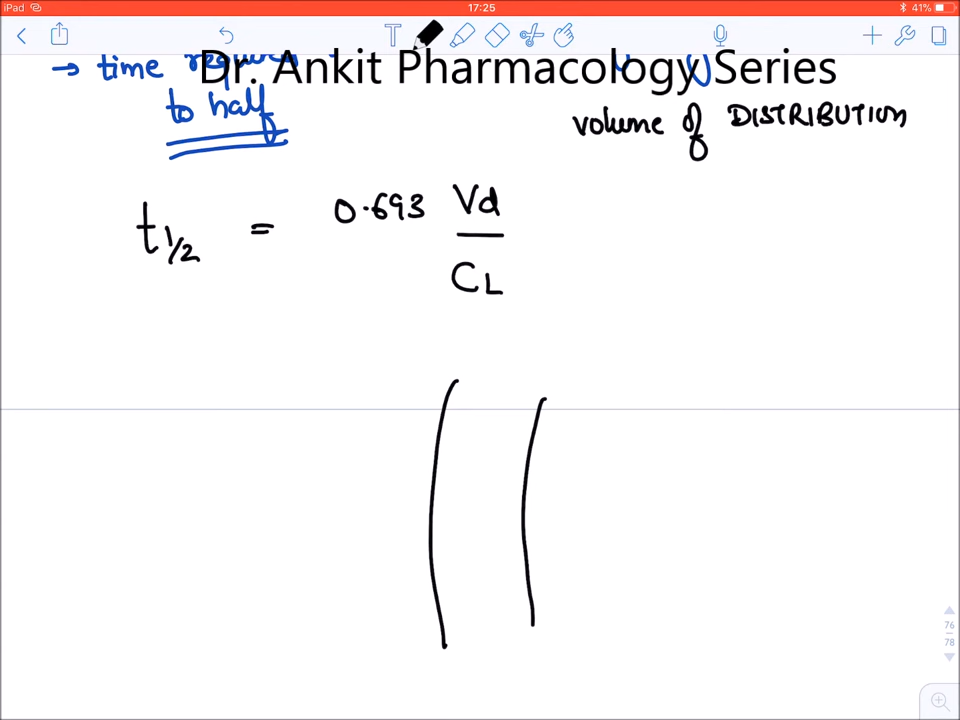 iPad 17:25 41%
Dr. Ankit Pharmacology Series
→ time
to half
volume of DISTRIBUTION
t1/2 = 0.693 Vd
CL
76
78